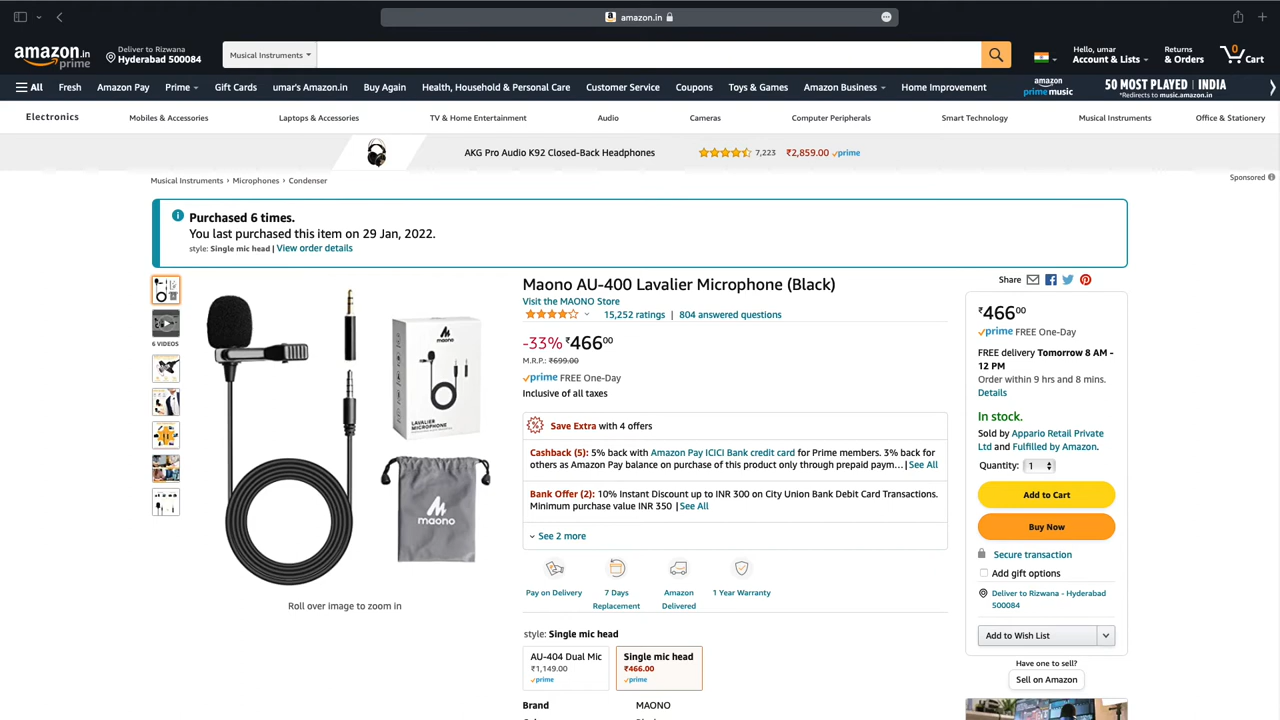 amazon.in
amazon.in
prime
Deliver to Rizwana
Hyderabad 500084
Musical Instruments
Hello, umar
Account & Lists
Returns
& Orders
0
Cart
All
Fresh
Amazon Pay
Prime
Gift Cards
umar's Amazon.in
Buy Again
Health, Household & Personal Care
Customer Service
Coupons
Toys & Games
Amazon Business
Home Improvement
amazon
prime music
50 MOST PLAYED | INDIA
*Redirects to music.amazon.in
Electronics
Mobiles & Accessories
Laptops & Accessories
TV & Home Entertainment
Audio
Cameras
Computer Peripherals
Smart Technology
Musical Instruments
Office & Stationery
AKG Pro Audio K92 Closed-Back Headphones
7,223
₹2,859.00
prime
Sponsored
Musical Instruments › Microphones › Condenser
Purchased 6 times.
You last purchased this item on 29 Jan, 2022.
style: Single mic head | View order details
6 VIDEOS
maono
LAVALIER
MICROPHONE
maono
Roll over image to zoom in
Maono AU-400 Lavalier Microphone (Black)
Visit the MAONO Store
15,252 ratings | 804 answered questions
-33% ₹466⁰⁰
M.R.P.: ₹699.00
prime FREE One-Day
Inclusive of all taxes
Save Extra with 4 offers
Cashback (5): 5% back with Amazon Pay ICICI Bank credit card for Prime members. 3% back for
others as Amazon Pay balance on purchase of this product only through prepaid paym... | See All
Bank Offer (2): 10% Instant Discount up to INR 300 on City Union Bank Debit Card Transactions.
Minimum purchase value INR 350 | See All
See 2 more
Pay on Delivery
7 Days
Replacement
Amazon
Delivered
1 Year Warranty
style: Single mic head
AU-404 Dual Mic
₹1,149.00
prime
Single mic head
₹466.00
prime
Brand
MAONO
Share
₹466⁰⁰
prime FREE One-Day
FREE delivery Tomorrow 8 AM -
12 PM
Order within 9 hrs and 8 mins.
Details
In stock.
Sold by Appario Retail Private
Ltd and Fulfilled by Amazon.
Quantity: 1
Add to Cart
Buy Now
Secure transaction
Add gift options
Deliver to Rizwana - Hyderabad
500084
Add to Wish List
Have one to sell?
Sell on Amazon